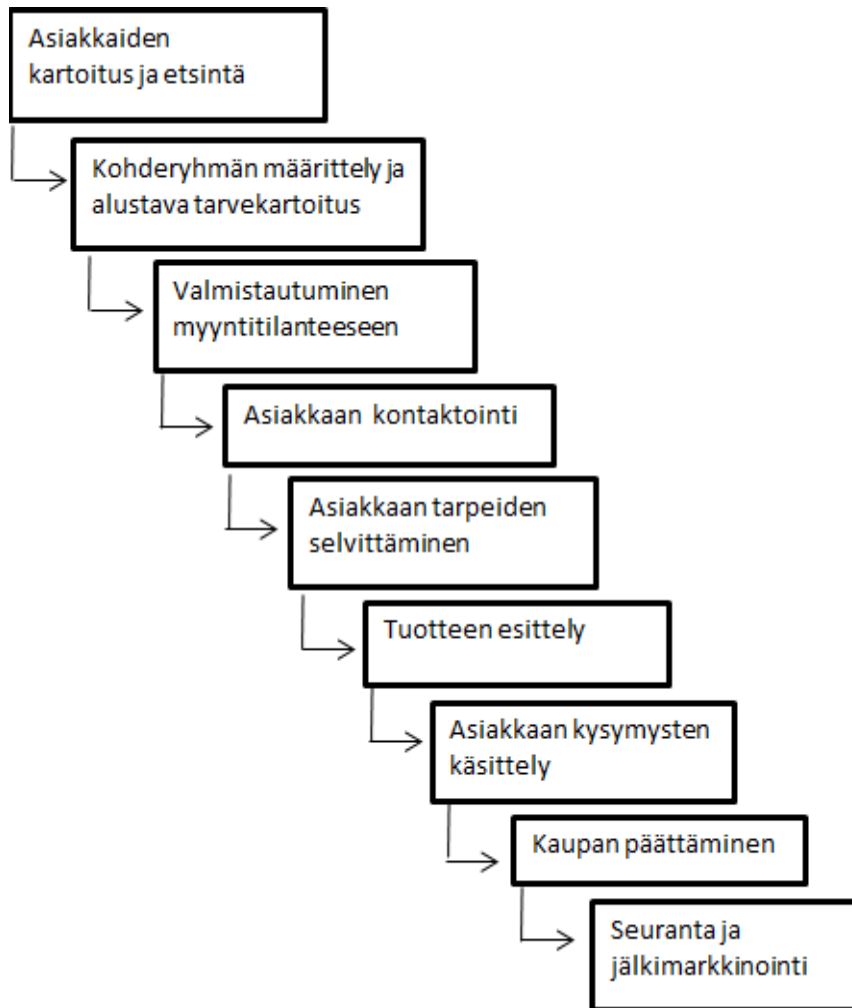 Asiakkaiden
kartoitus ja etsintä
Kohderyhmän määrittely ja
alustava tarvekartoitus
Valmistautuminen
myyntitilanteeseen
Asiakkaan kontaktointi
Asiakkaan tarpeiden
selvittäminen
Tuotteen esittely
Asiakkaan kysymysten
käsittely
Kaupan päättäminen
Seuranta ja
jälkimarkkinointi